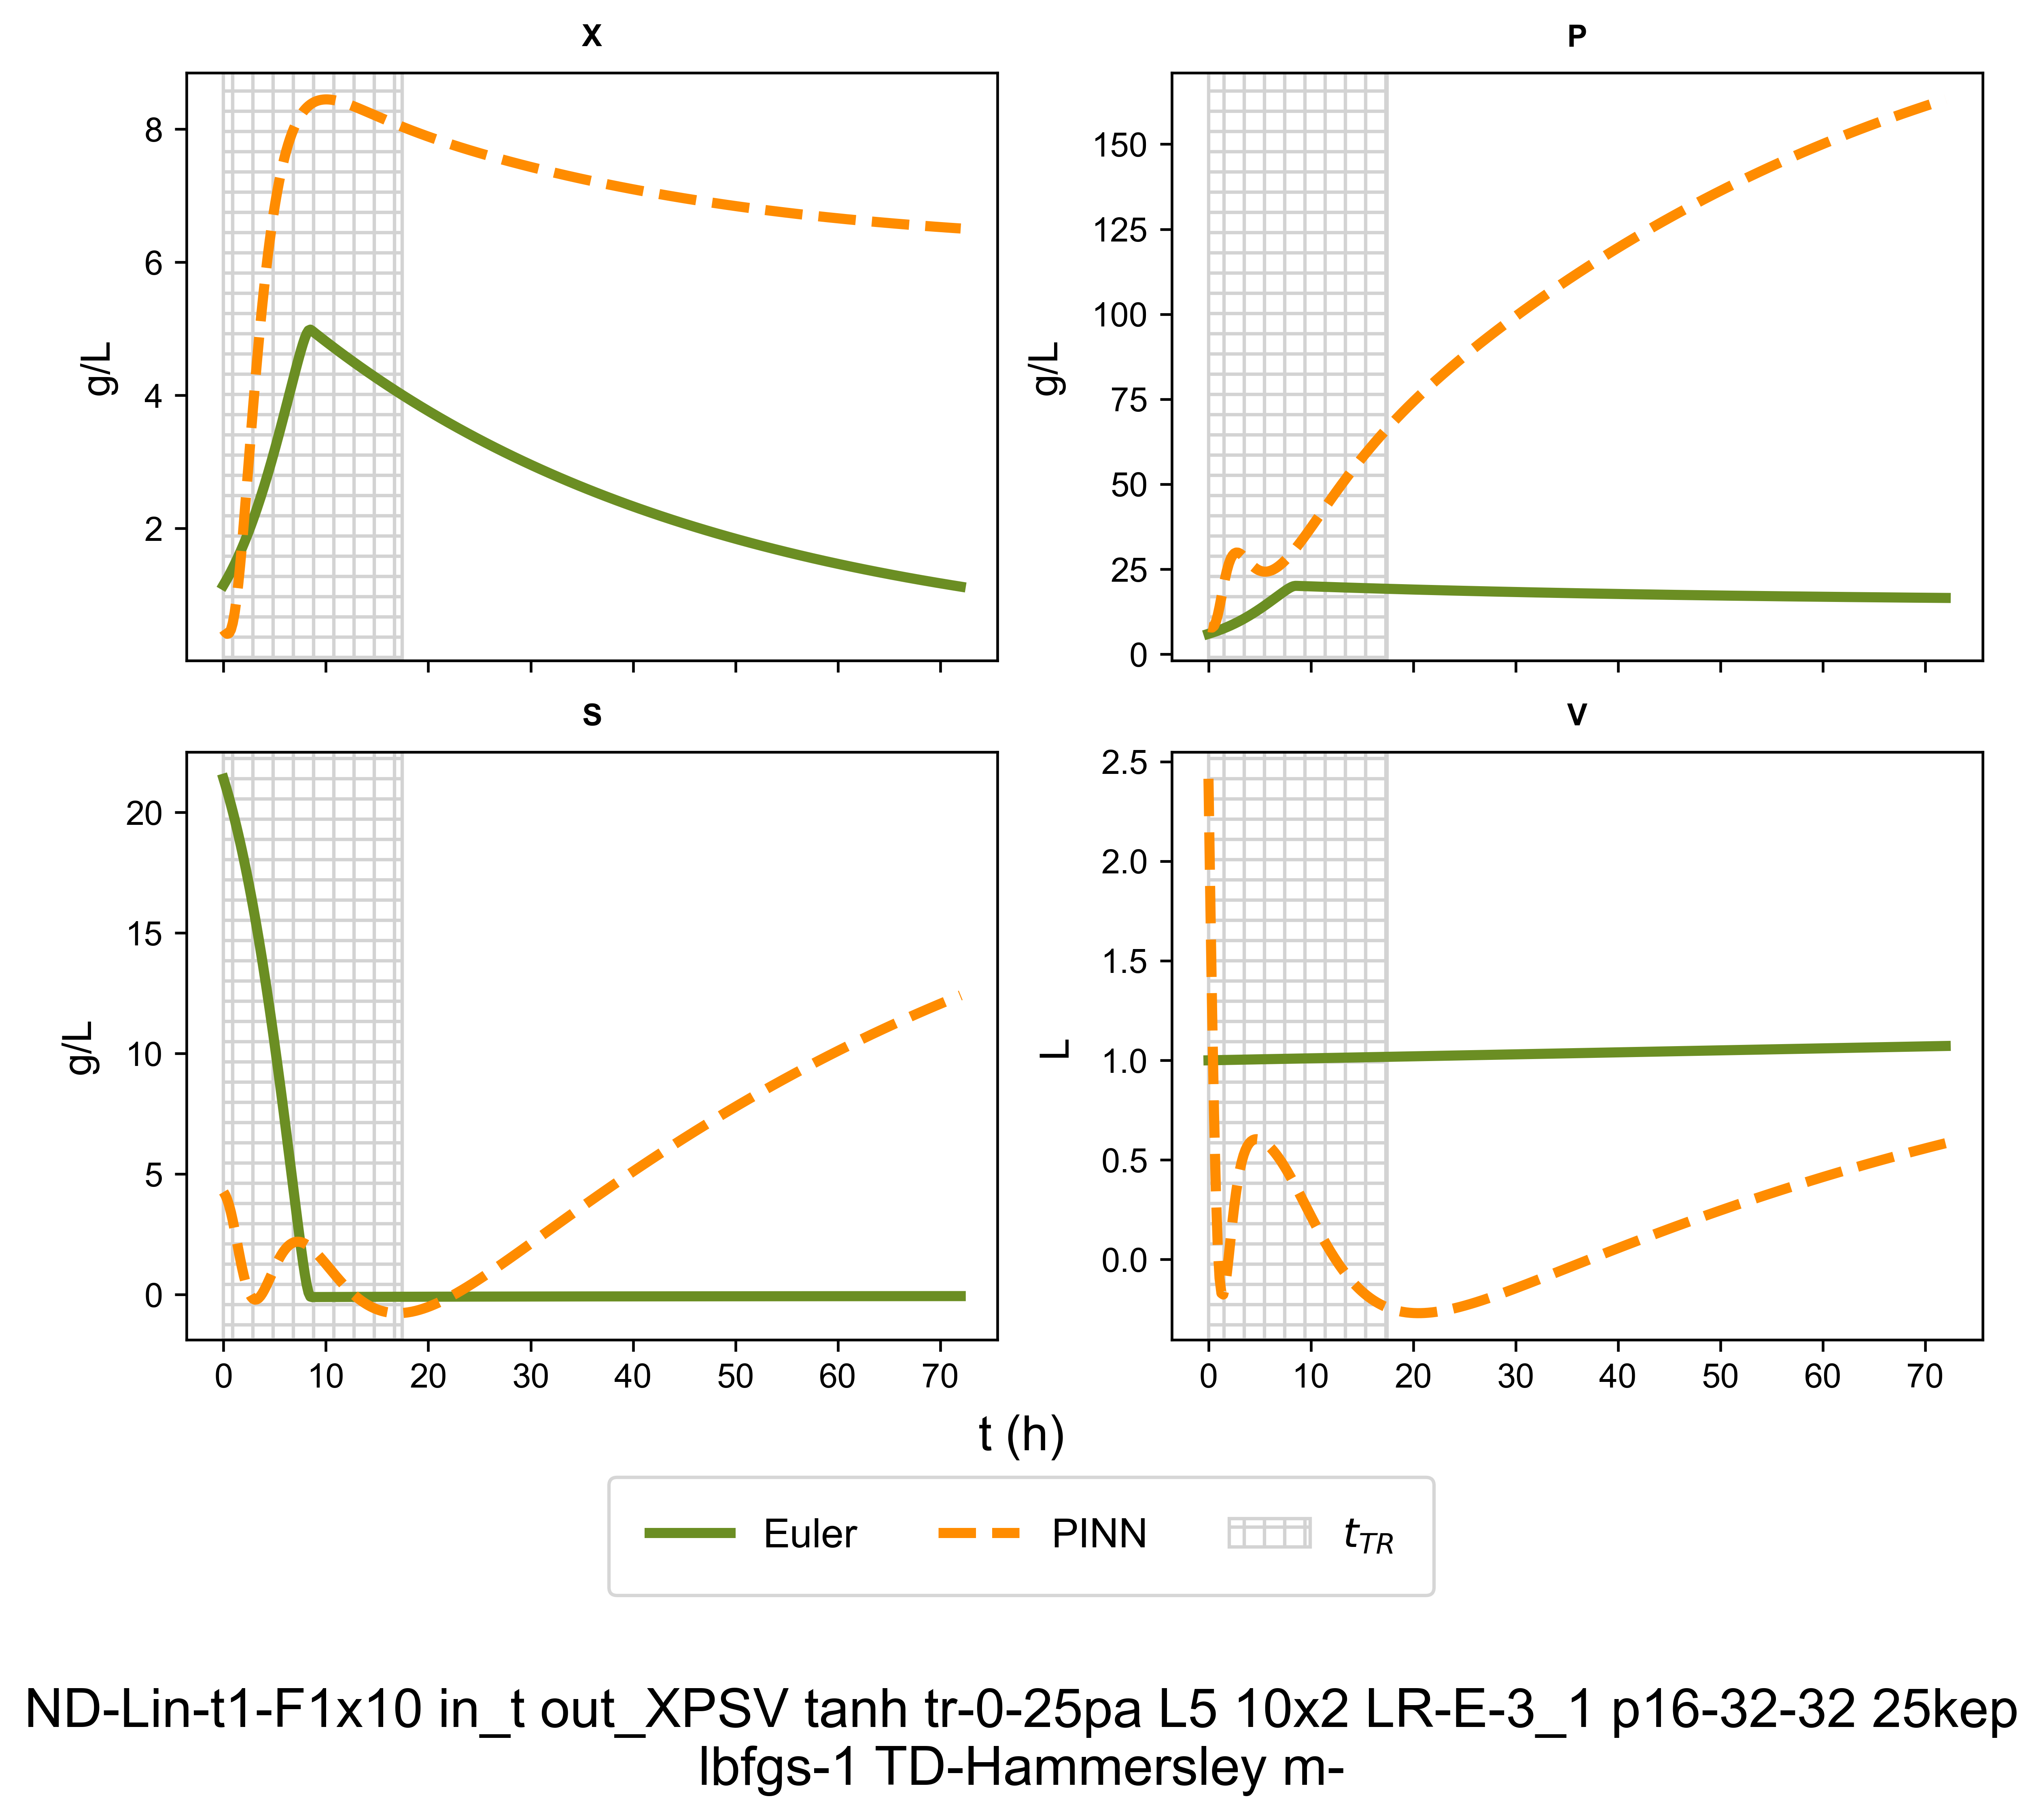 X
P
8
6
4
2
g/L
150
125
100
75
50
25
0
g/L
S
V
20
15
10
5
0
g/L
2.5
2.0
1.5
1.0
0.5
0.0
L
0 10 20 30 40 50 60 70
0 10 20 30 40 50 60 70
t (h)
Euler PINN t_TR
ND-Lin-t1-F1x10 in_t out_XPSV tanh tr-0-25pa L5 10x2 LR-E-3_1 p16-32-32 25kep
lbfgs-1 TD-Hammersley m-